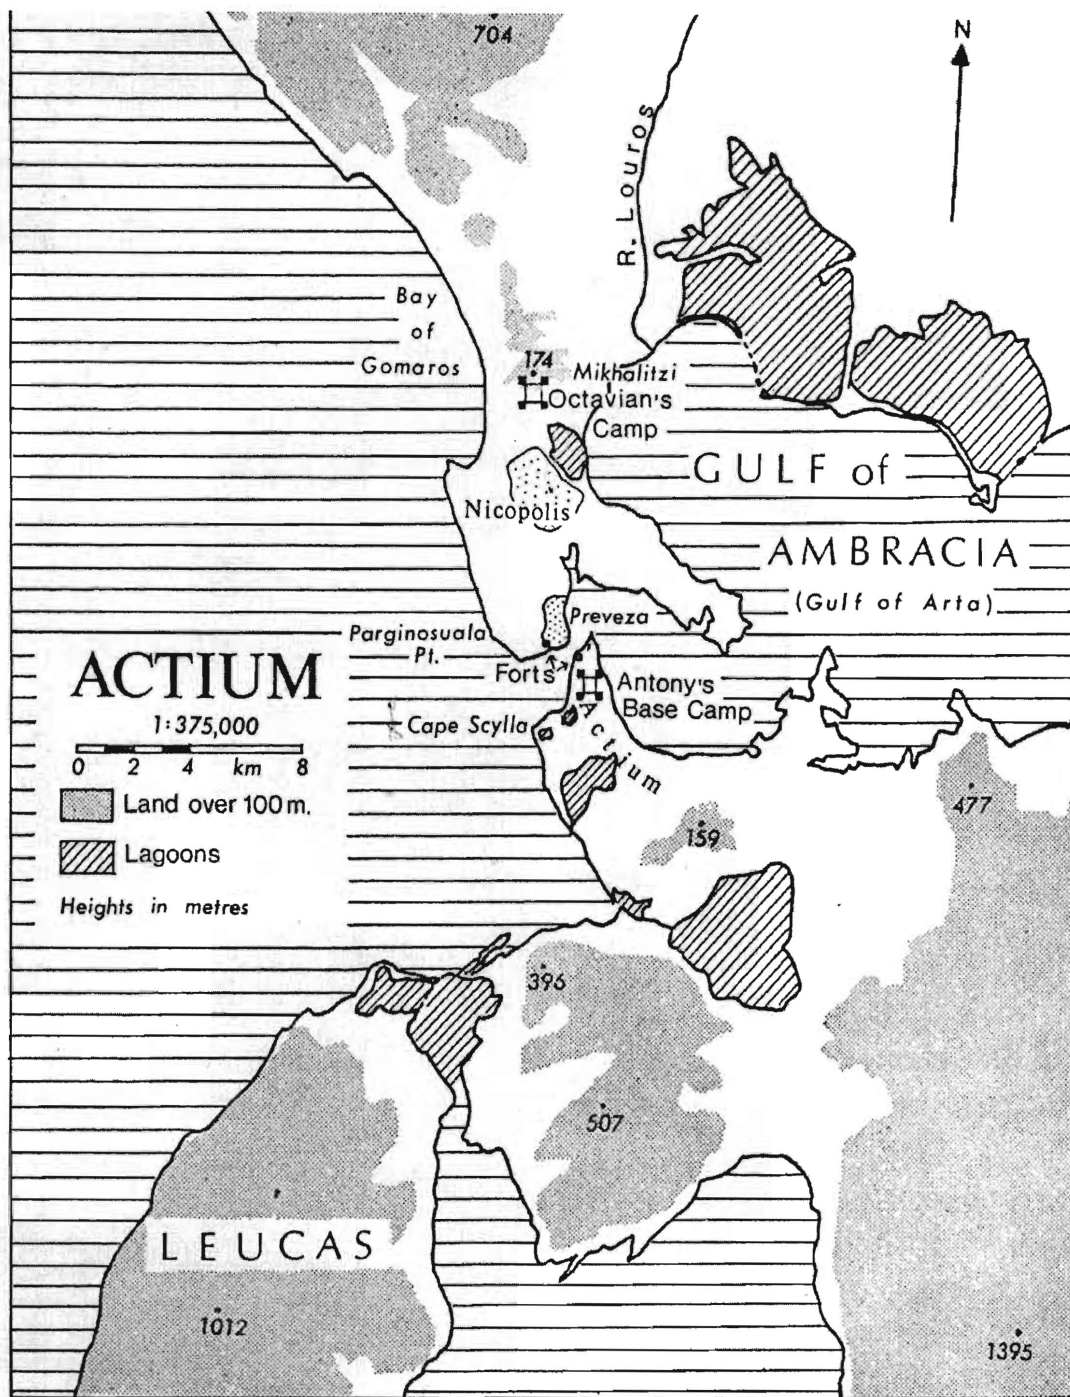 704
N
R. Louros
Bay
of
Gomaros
174
Mikhalitzi
Octavian's
Camp
GULF of
Nicopolis
AMBRACIA
(Gulf of Arta)
Preveza
Parginosuala
Pt.
Forts
Antony's
Base Camp
Actium
Cape Scylla
ACTIUM
1:375,000
0 2 4 km 8
Land over 100 m.
Lagoons
Heights in metres
477
159
396
507
LEUCAS
1012
1395